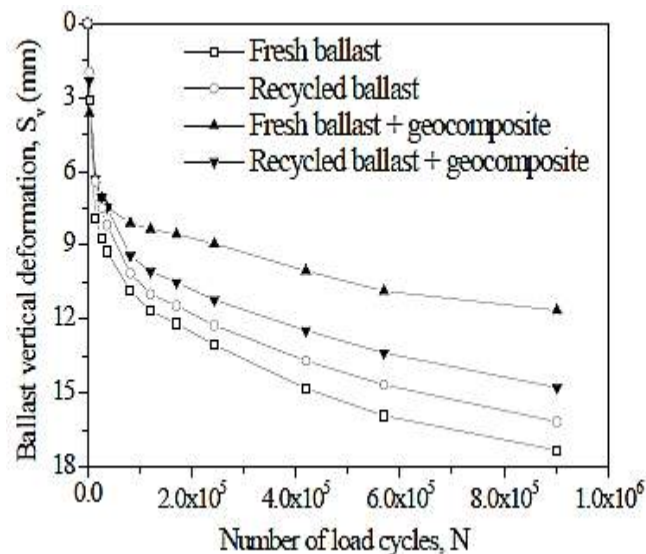 0
3
6
9
12
15
18
Ballast vertical deformation, Sv (mm)
Fresh ballast
Recycled ballast
Fresh ballast + geocomposite
Recycled ballast + geocomposite
0.0 2.0x10⁵ 4.0x10⁵ 6.0x10⁵ 8.0x10⁵ 1.0x10⁶
Number of load cycles, N